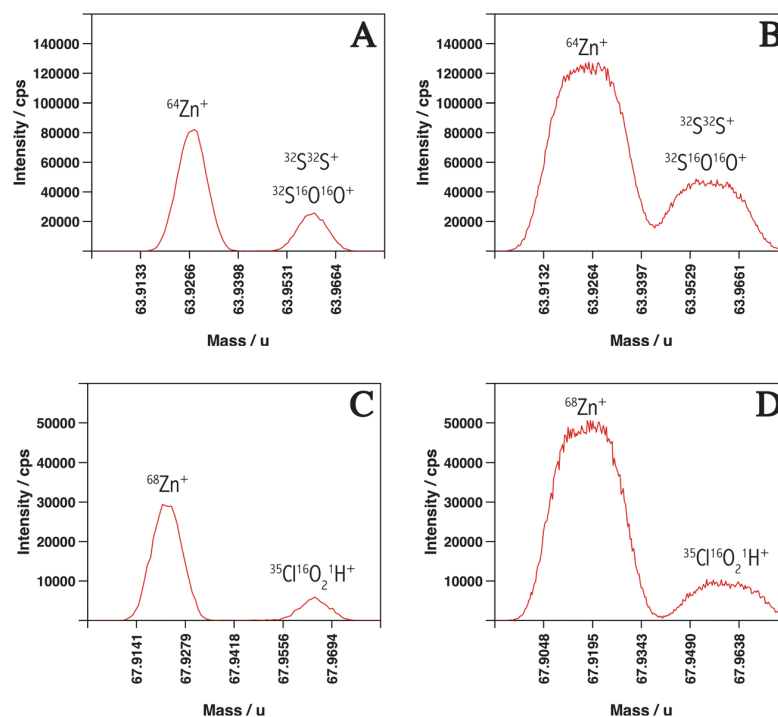 A
Intensity / cps
140000
120000
100000
80000
60000
40000
20000
⁶⁴Zn⁺
³²S³²S⁺
³²S¹⁶O¹⁶O⁺
63.9133
63.9266
63.9398
63.9531
63.9664
Mass / u
B
Intensity / cps
140000
120000
100000
80000
60000
40000
20000
⁶⁴Zn⁺
³²S³²S⁺
³²S¹⁶O¹⁶O⁺
63.9132
63.9264
63.9397
63.9529
63.9661
Mass / u
C
Intensity / cps
50000
40000
30000
20000
10000
⁶⁸Zn⁺
³⁵Cl¹⁶O₂¹H⁺
67.9141
67.9279
67.9418
67.9556
67.9694
Mass / u
D
Intensity / cps
50000
40000
30000
20000
10000
⁶⁸Zn⁺
³⁵Cl¹⁶O₂¹H⁺
67.9048
67.9195
67.9343
67.9490
67.9638
Mass / u